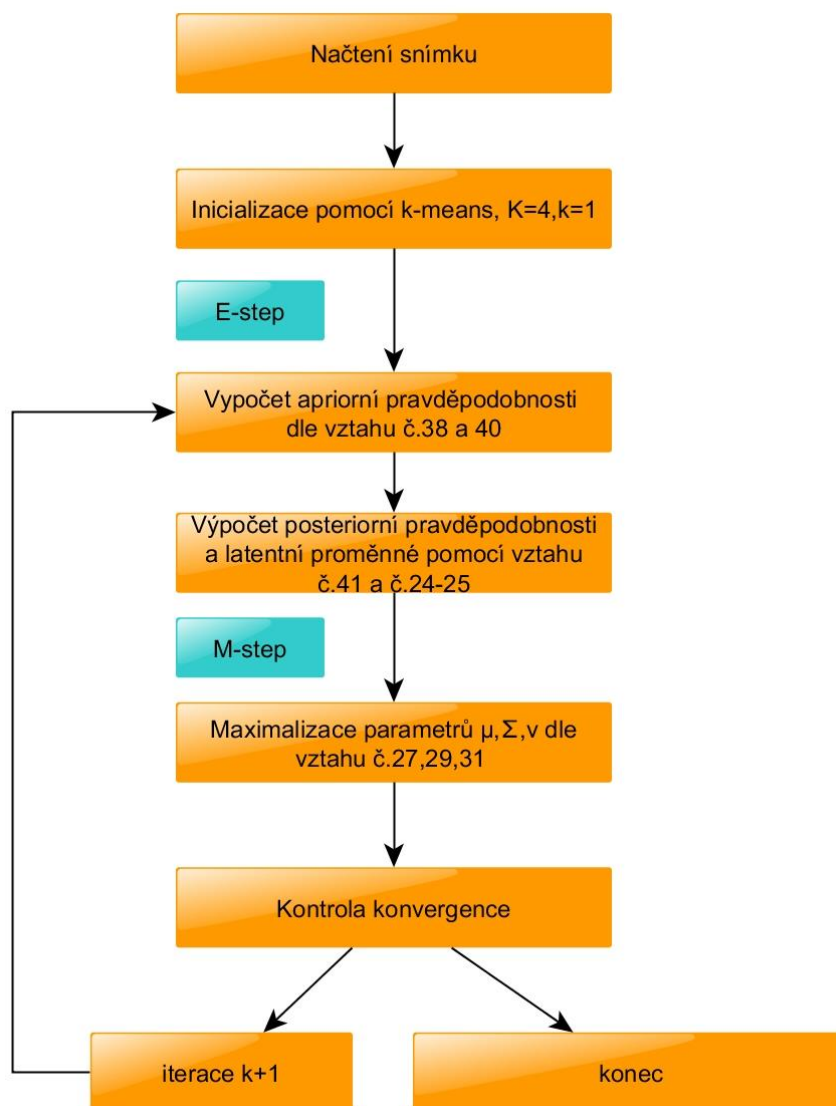 Načtení snímku
Inicializace pomocí k-means, K=4,k=1
E-step
Vypočet apriorní pravděpodobnosti
dle vztahu č.38 a 40
Výpočet posteriorní pravděpodobnosti
a latentní proměnné pomocí vztahu
č.41 a č.24-25
M-step
Maximalizace parametrů μ,Σ,v dle
vztahu č.27,29,31
Kontrola konvergence
iterace k+1
konec